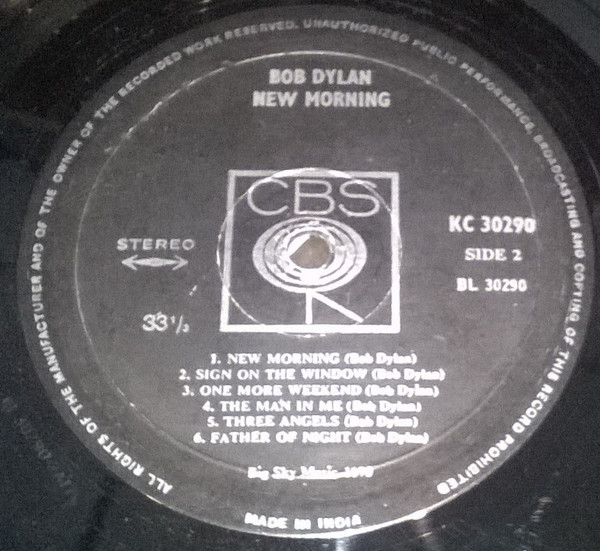 ALL RIGHTS OF THE MANUFACTURER AND OF THE OWNER OF THE RECORDED WORK RESERVED. UNAUTHORIZED PUBLIC PERFORMANCE, BROADCASTING AND COPYING OF THIS RECORD PROHIBITED
BOB DYLAN
NEW MORNING
CBS
STEREO
33 1/3
KC 30290
SIDE 2
BL 30290
1. NEW MORNING (Bob Dylan)
2. SIGN ON THE WINDOW (Bob Dylan)
3. ONE MORE WEEKEND (Bob Dylan)
4. THE MAN IN ME (Bob Dylan)
5. THREE ANGELS (Bob Dylan)
6. FATHER OF NIGHT (Bob Dylan)
Big Sky Music
MADE IN INDIA